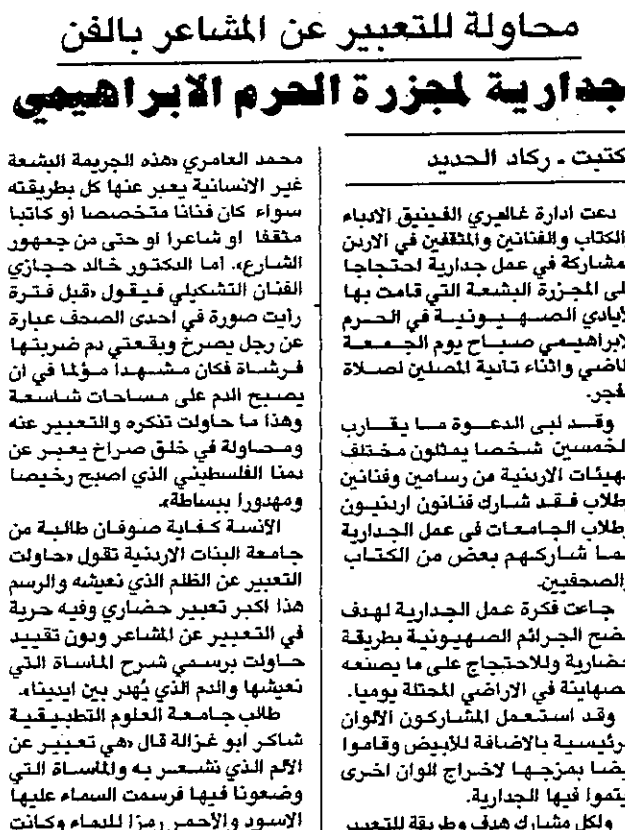 محاولة للتعبير عن المشاعر بالفن
جدارية لمجزرة الحرم الابراهيمي
كتبت ـ ركاد الحديد
دعت ادارة غاليري الفينيق الادباء
الكتاب والفنانين والمثقفين في الاردن
لمشاركة في عمل جدارية احتجاجا
لى المجزرة البشعة التي قامت بها
لايادي الصهيونية في الحرم
لابراهيمي صباح يوم الجمعة
لماضي واثناء تأدية المصلين لصلاة
لفجر.
وقد لبى الدعوة ما يقارب
لخمسين شخصا يمثلون مختلف
لهيئات الاردنية من رسامين وفنانين
وطلاب فقد شارك فنانون اردنيون
وطلاب الجامعات في عمل الجدارية
كما شاركهم بعض من الكتاب
والصحفيين.
جاءت فكرة عمل الجدارية لهدف
فضح الجرائم الصهيونية بطريقة
حضارية وللاحتجاج على ما يصنعه
لصهاينة في الاراضي المحتلة يوميا.
وقد استعمل المشاركون الألوان
لرئيسية بالاضافة للأبيض وقاموا
يضا بمزجها لاخراج الوان اخرى
يتموا فيها الجدارية.
ولكل مشارك هدف وطريقة للتعبير
محمد العامري «هذه الجريمة البشعة
غير الانسانية يعبر عنها كل بطريقته
سواء كان فنانا متخصصا او كاتبا
مثقفا او شاعرا او حتى من جمهور
الشارع». أما الدكتور خالد حجازي
الفنان التشكيلي فيقول «قبل فترة
رأيت صورة في احدى الصحف عبارة
عن رجل يصرخ وبقعتي دم ضربتها
فرشاة فكان مشهدا مؤلما في ان
يصبح الدم على مساحات شاسعة
وهذا ما حاولت تذكره والتعبير عنه
ومحاولة في خلق صراخ يعبر عن
دمنا الفلسطيني الذي اصبح رخيصا
ومهدورا ببساطة».
الآنسة كفاية صوفان طالبة من
جامعة البنات الاردنية تقول «حاولت
التعبير عن الظلم الذي نعيشه والرسم
هذا اكبر تعبير حضاري وفيه حرية
في التعبير عن المشاعر ودون تقييد
حاولت برسمي شرح المأساة التي
نعيشها والدم الذي يُهدر بين ايدينا».
طالب جامعة العلوم التطبيقية
شاكر ابو غزالة قال «هي تعبير عن
الألم الذي نشعر به والمأساة التي
وضعونا فيها فرسمت السماء عليها
الاسود والأحمر رمزا للدماء وكانت